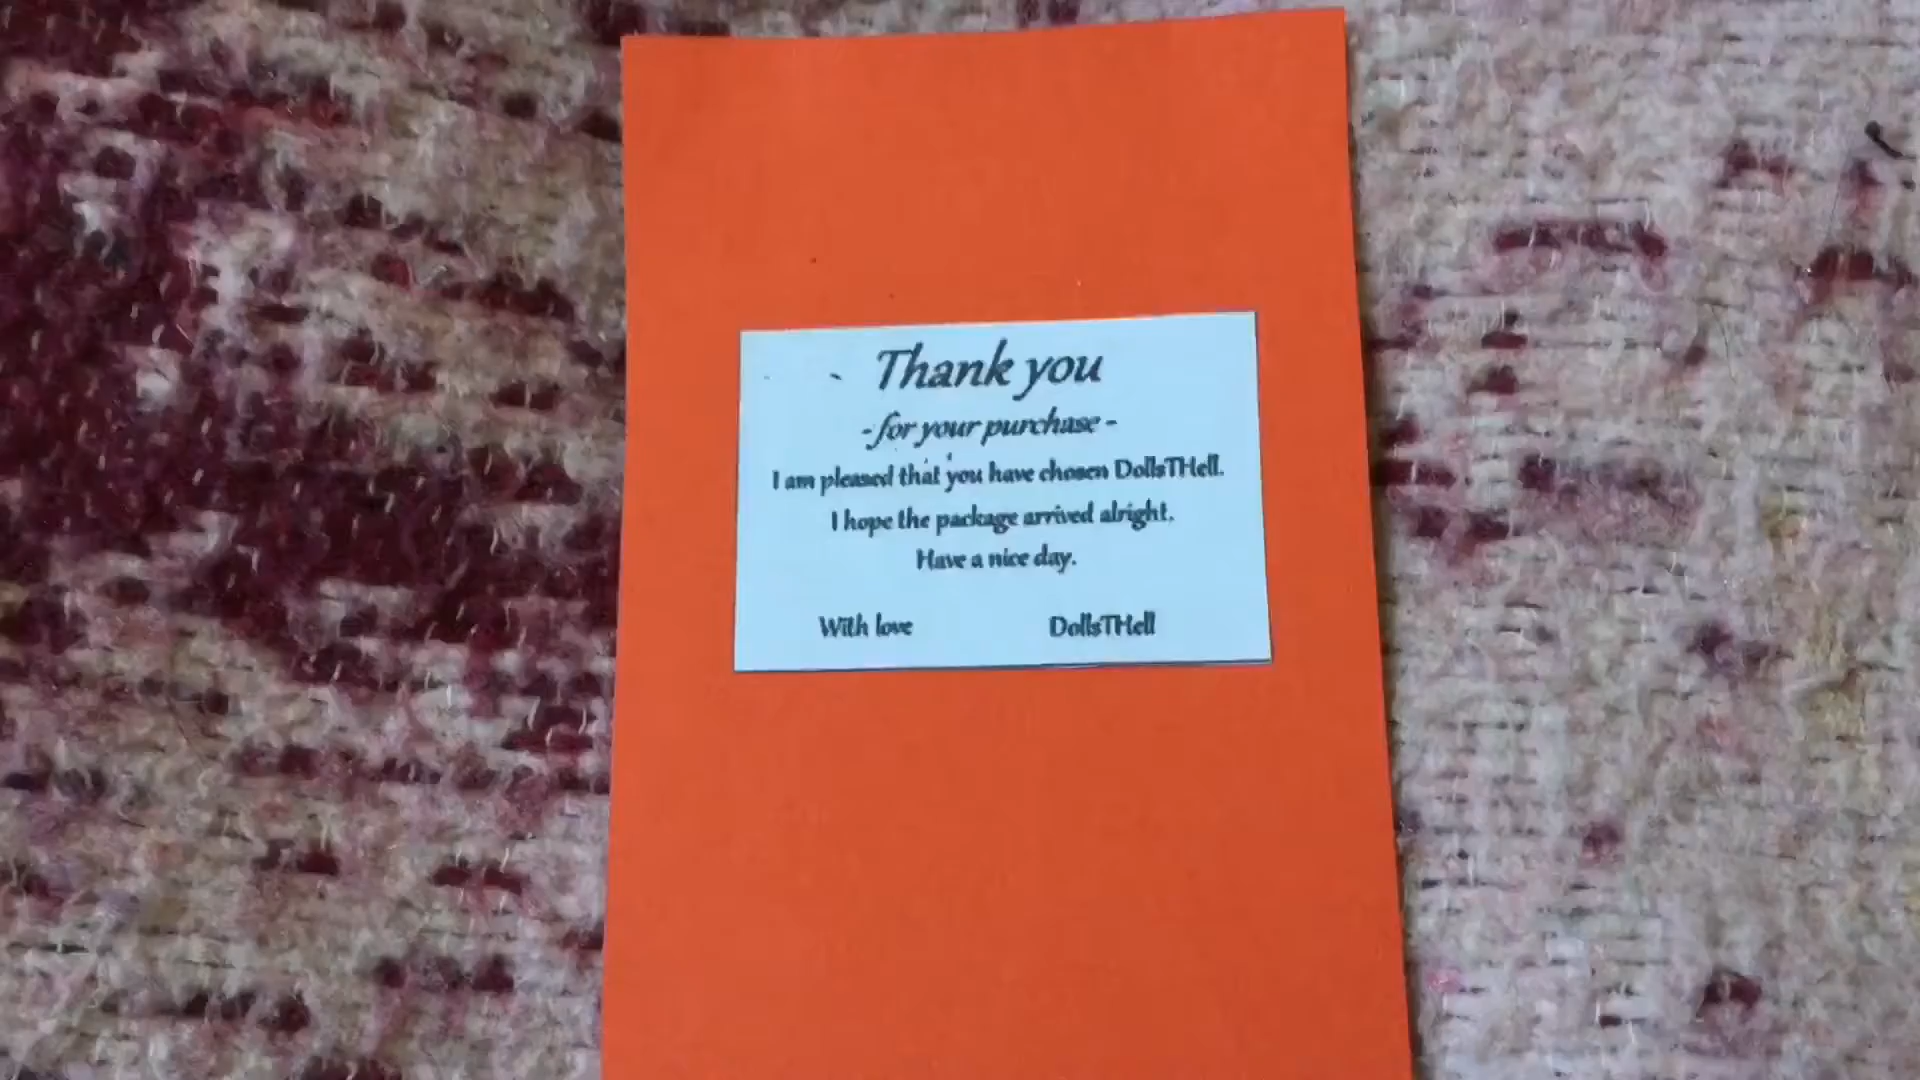 Thank you
- for your purchase -
I am pleased that you have chosen DollsTHell.
I hope the package arrived alright.
Have a nice day.
With love DollsTHell